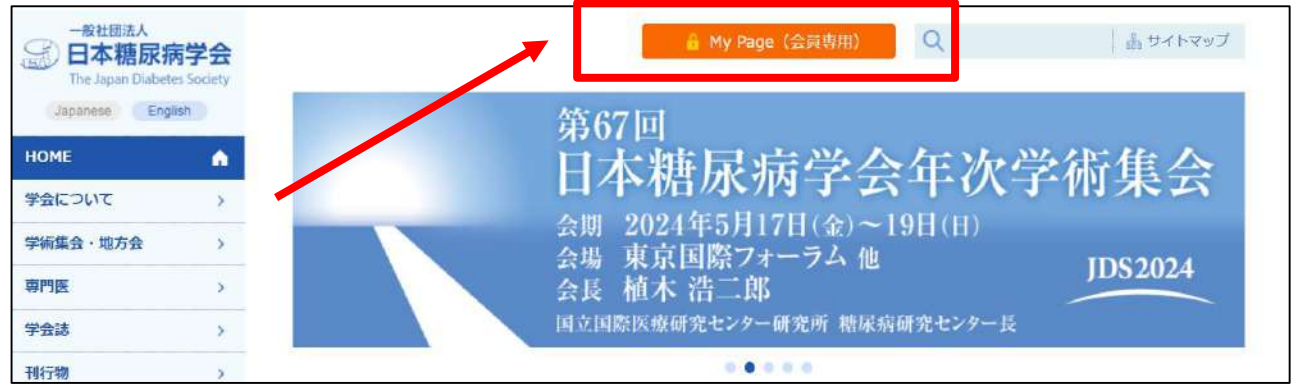 一般社団法人
日本糖尿病学会
The Japan Diabetes Society
Japanese English
My Page（会員専用）
サイトマップ
HOME
学会について
学術集会・地方会
専門医
学会誌
刊行物
第67回
日本糖尿病学会年次学術集会
会期 2024年5月17日(金)～19日(日)
会場 東京国際フォーラム 他
会長 植木 浩二郎
国立国際医療研究センター研究所 糖尿病研究センター長
JDS2024